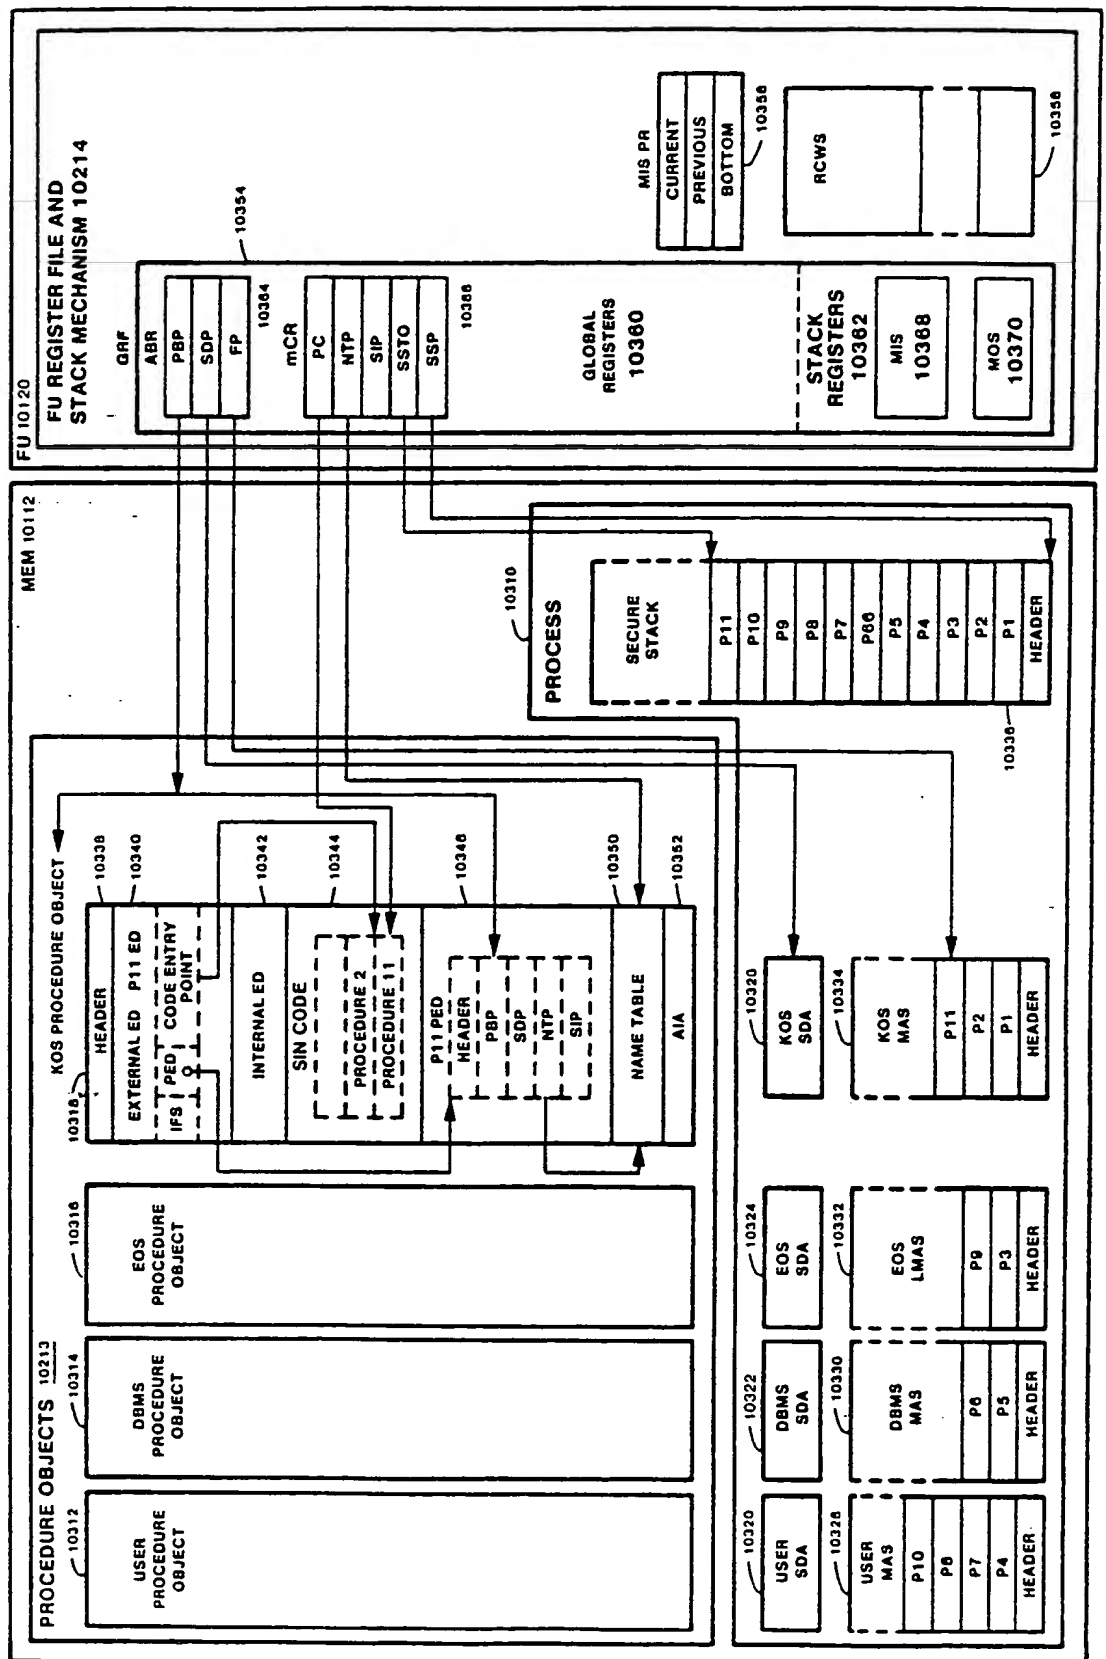 FU 10120
FU REGISTER FILE AND
STACK MECHANISM 10214
GRF
10354
ABR
PBP
SDP
FP
10364
mCR
PC
NTP
SIP
SSTO
SSP
10366
GLOBAL
REGISTERS
10360
STACK
REGISTERS
10362
MIS
10368
MOS
10370
MIS PR
CURRENT
PREVIOUS
BOTTOM
10356
RCWS
10358
MEM 10112
PROCEDURE OBJECTS 10213
10312
USER
PROCEDURE
OBJECT
10314
DBMS
PROCEDURE
OBJECT
10316
EOS
PROCEDURE
OBJECT
KOS PROCEDURE OBJECT
10318
HEADER
10338
EXTERNAL ED P11 ED
10340
IFS PED CODE ENTRY
POINT
INTERNAL ED
10342
SIN CODE
10344
PROCEDURE 2
PROCEDURE 11
P11 PED
10348
HEADER
PBP
SDP
NTP
SIP
NAME TABLE
10350
AIA
10352
10310
PROCESS
SECURE
STACK
P11
P10
P9
P8
P7
P86
P5
P4
P3
P2
P1
HEADER
10336
10320
USER
SDA
10322
DBMS
SDA
10324
EOS
SDA
10320
KOS
SDA
10328
USER
MAS
P10
P8
P7
P4
HEADER
10330
DBMS
MAS
P6
P5
HEADER
10332
EOS
LMAS
P9
P3
HEADER
10334
KOS
MAS
P11
P2
P1
HEADER